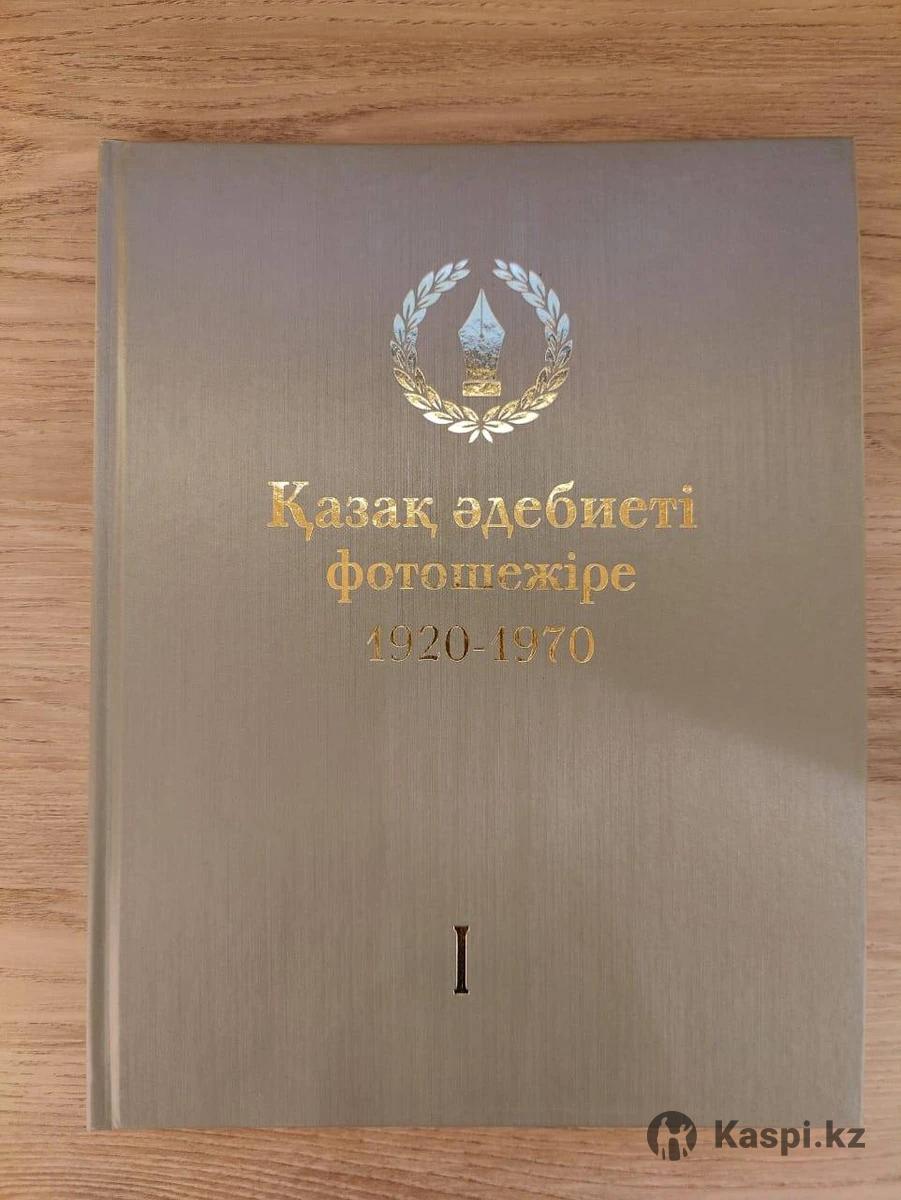 Қазақ әдебиеті
фотошежіре
1920-1970
I
Kaspi.kz